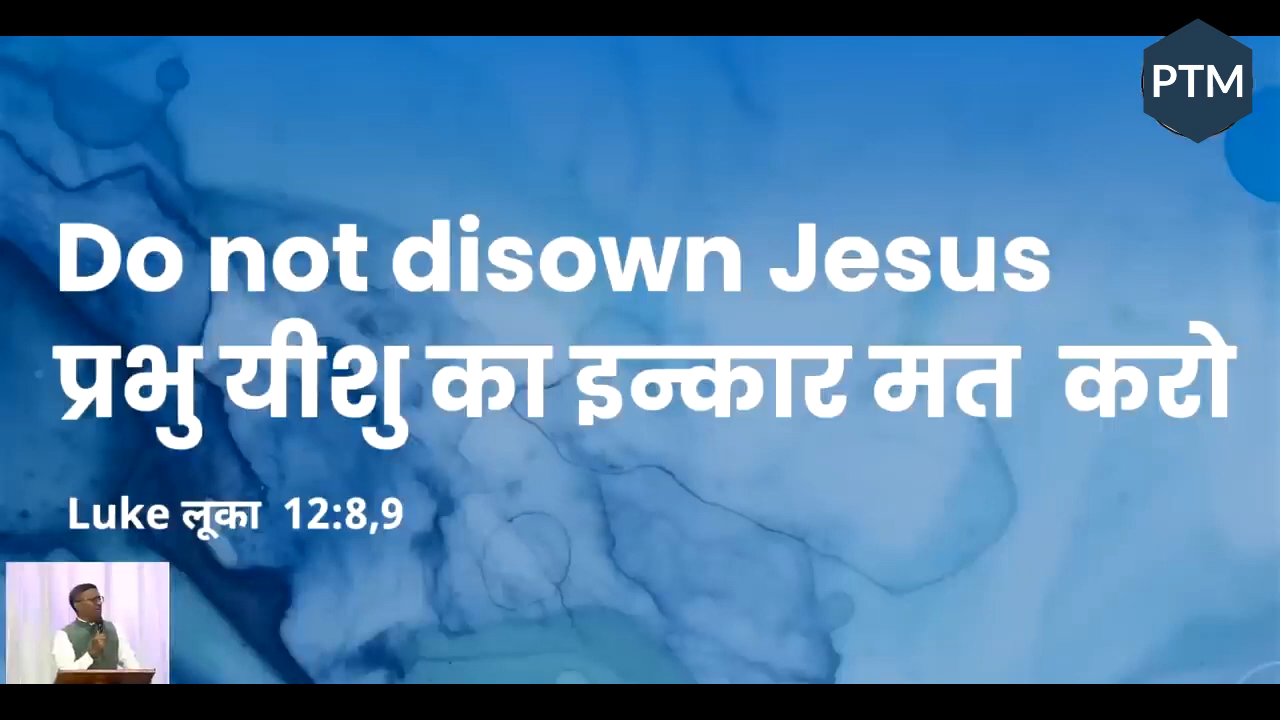 PTM
Do not disown Jesus
प्रभु यीशु का इन्कार मत करो
Luke लूका 12:8,9